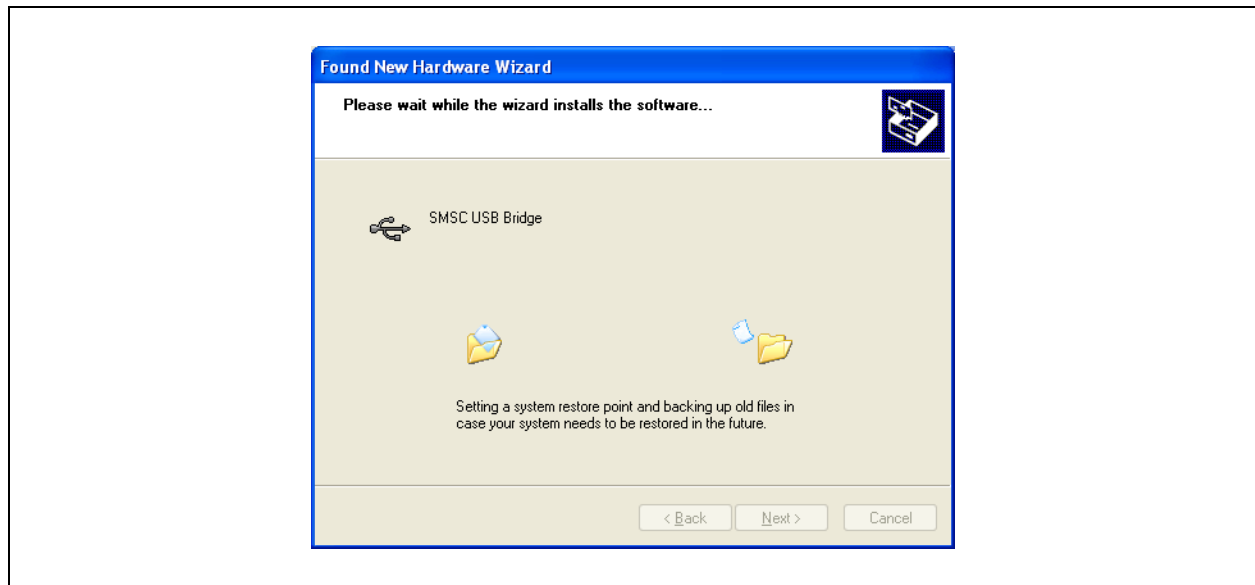 Found New Hardware Wizard
Please wait while the wizard installs the software...
SMSC USB Bridge
Setting a system restore point and backing up old files in
case your system needs to be restored in the future.
< Back Next > Cancel